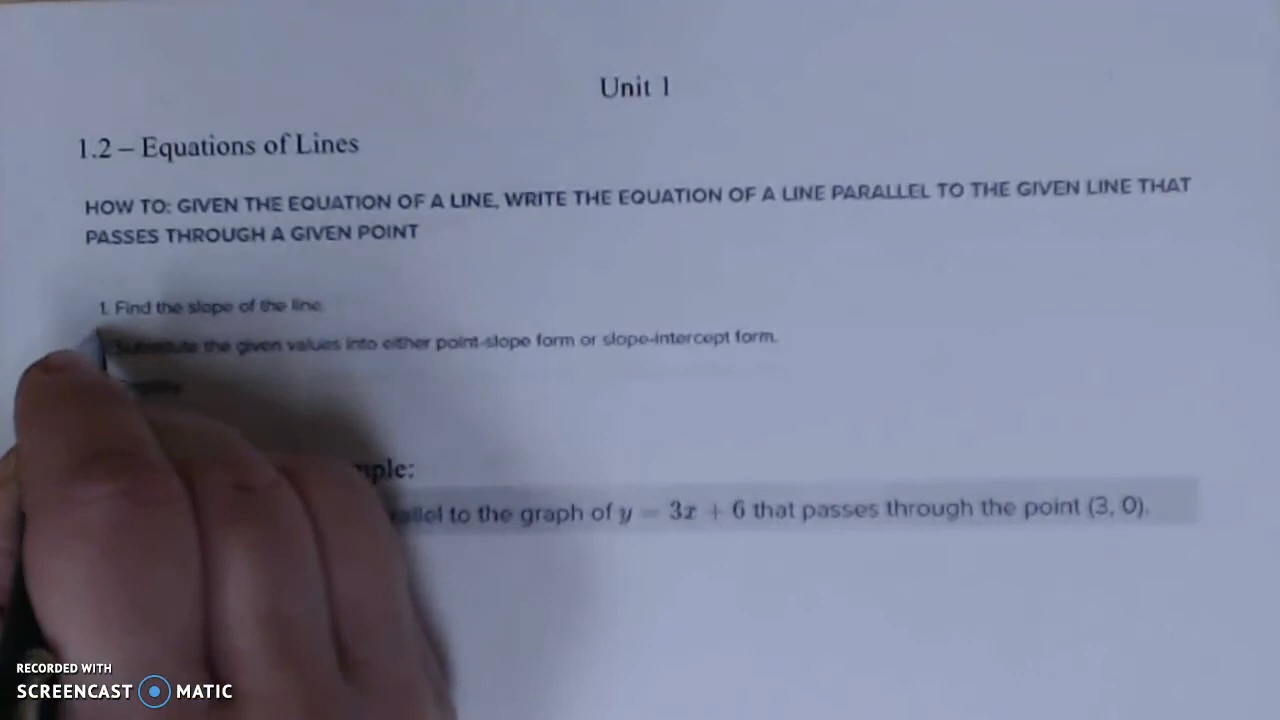 Unit 1
1.2 – Equations of Lines
HOW TO: GIVEN THE EQUATION OF A LINE, WRITE THE EQUATION OF A LINE PARALLEL TO THE GIVEN LINE THAT
PASSES THROUGH A GIVEN POINT
1. Find the slope of the line.
Substitute the given values into either point-slope form or slope-intercept form.
mple:
allel to the graph of y = 3x + 6 that passes through the point (3, 0).
RECORDED WITH
SCREENCAST MATIC